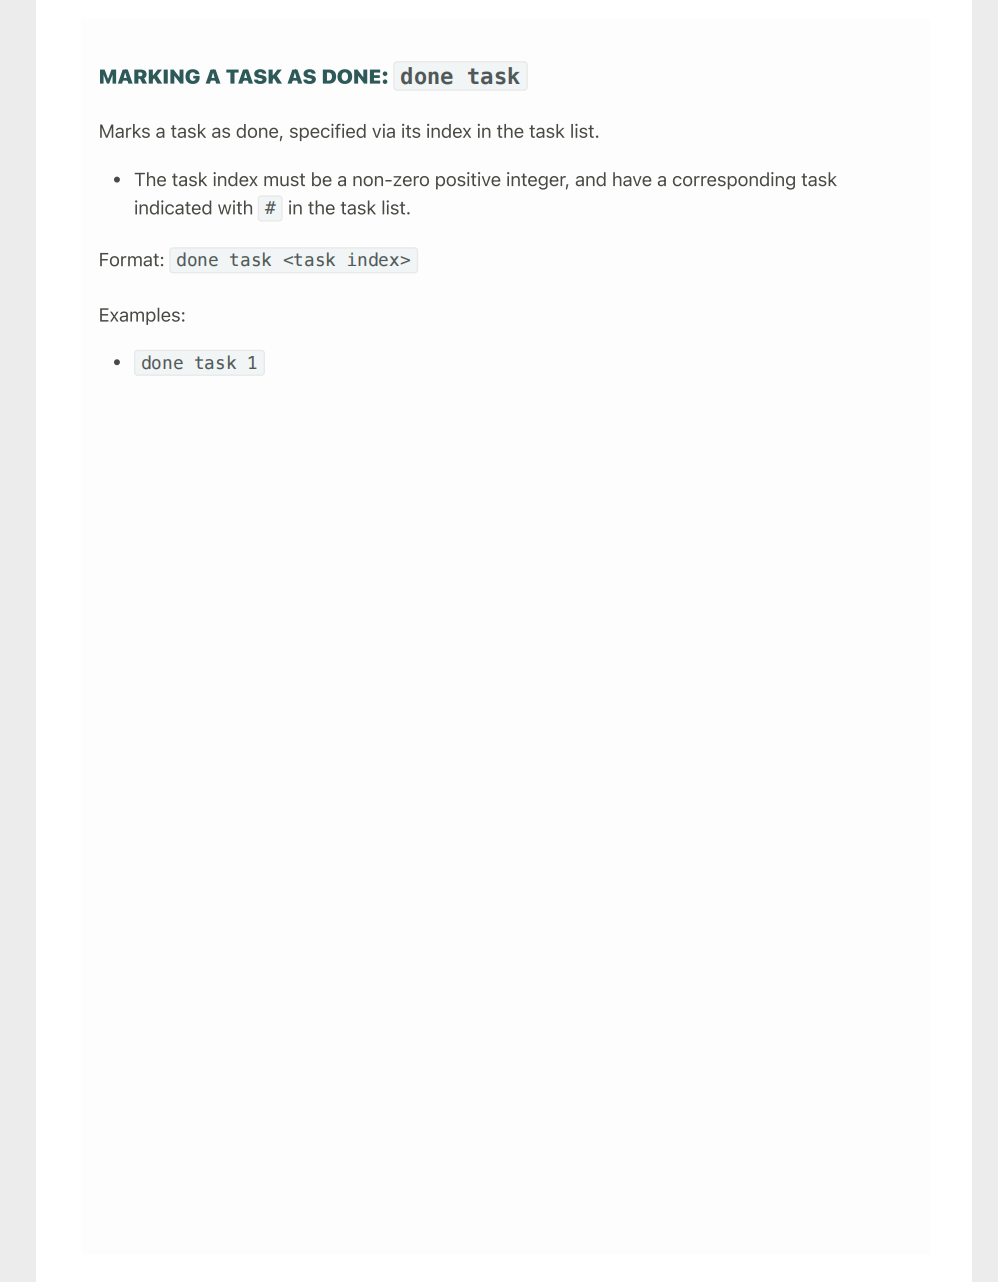 MARKING A TASK AS DONE: done task
Marks a task as done, specified via its index in the task list.
• The task index must be a non-zero positive integer, and have a corresponding task
indicated with # in the task list.
Format: done task <task index>
Examples:
• done task 1